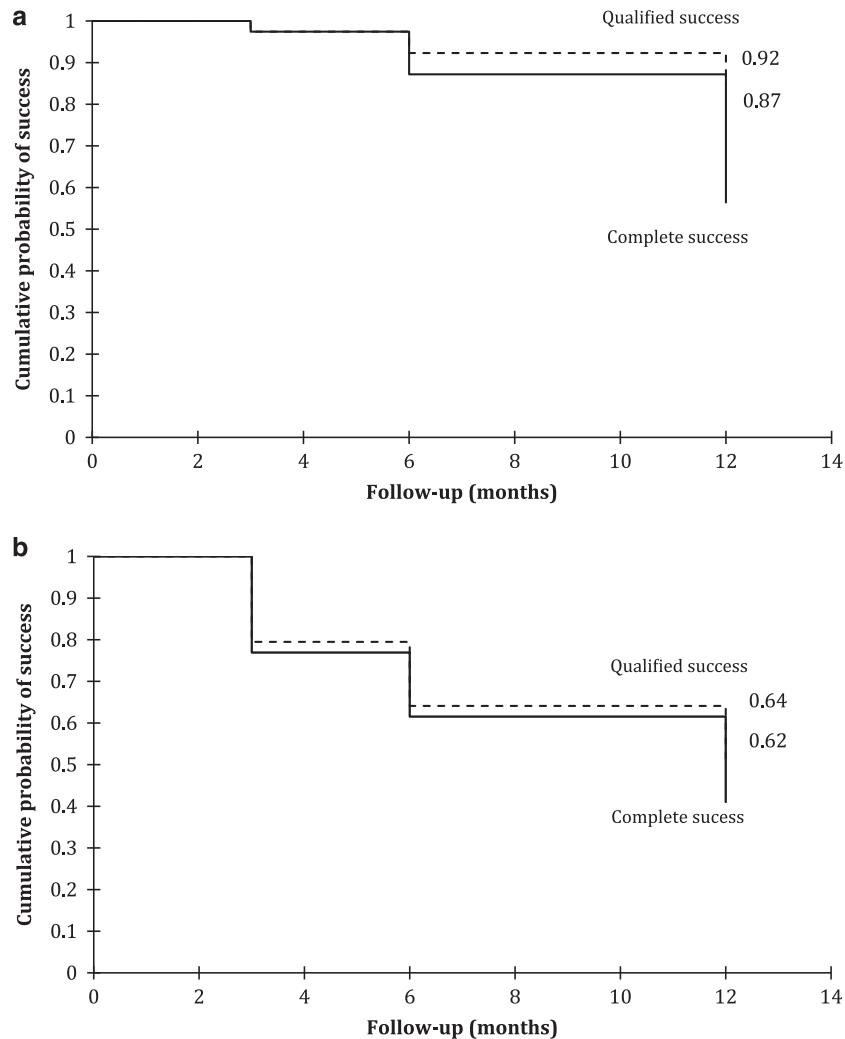 a
Qualified success
1
0.9
0.8
0.7
0.6
0.5
0.4
0.3
0.2
0.1
0
Cumulative probability of success
0.92
0.87
Complete success
0 2 4 6 8 10 12 14
Follow-up (months)
b
1
0.9
0.8
0.7
0.6
0.5
0.4
0.3
0.2
0.1
0
Cumulative probability of success
Qualified success
0.64
0.62
Complete sucess
0 2 4 6 8 10 12 14
Follow-up (months)